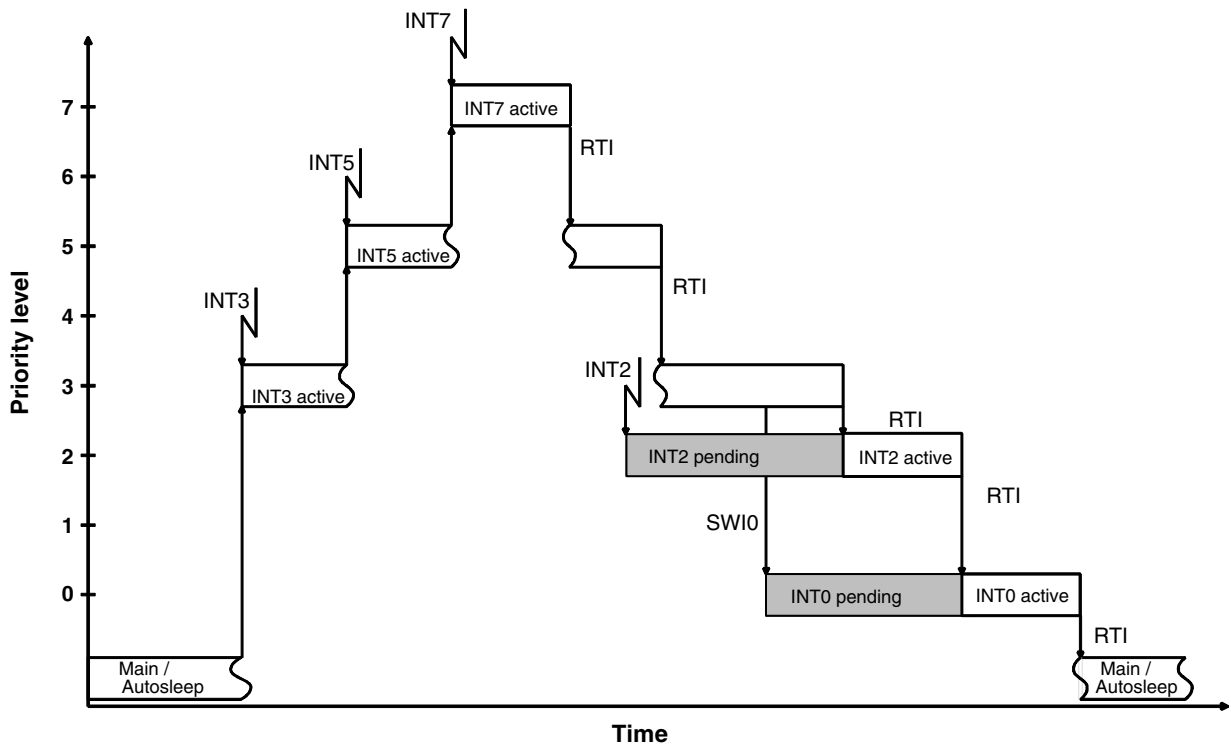 INT7
7
INT7 active
RTI
INT5
6
5
INT5 active
RTI
INT3
4
INT2
3
INT3 active
RTI
2
INT2 pending
INT2 active
RTI
1
SWI0
0
INT0 pending
INT0 active
RTI
Main /
Autosleep
Main /
Autosleep
Priority level
Time